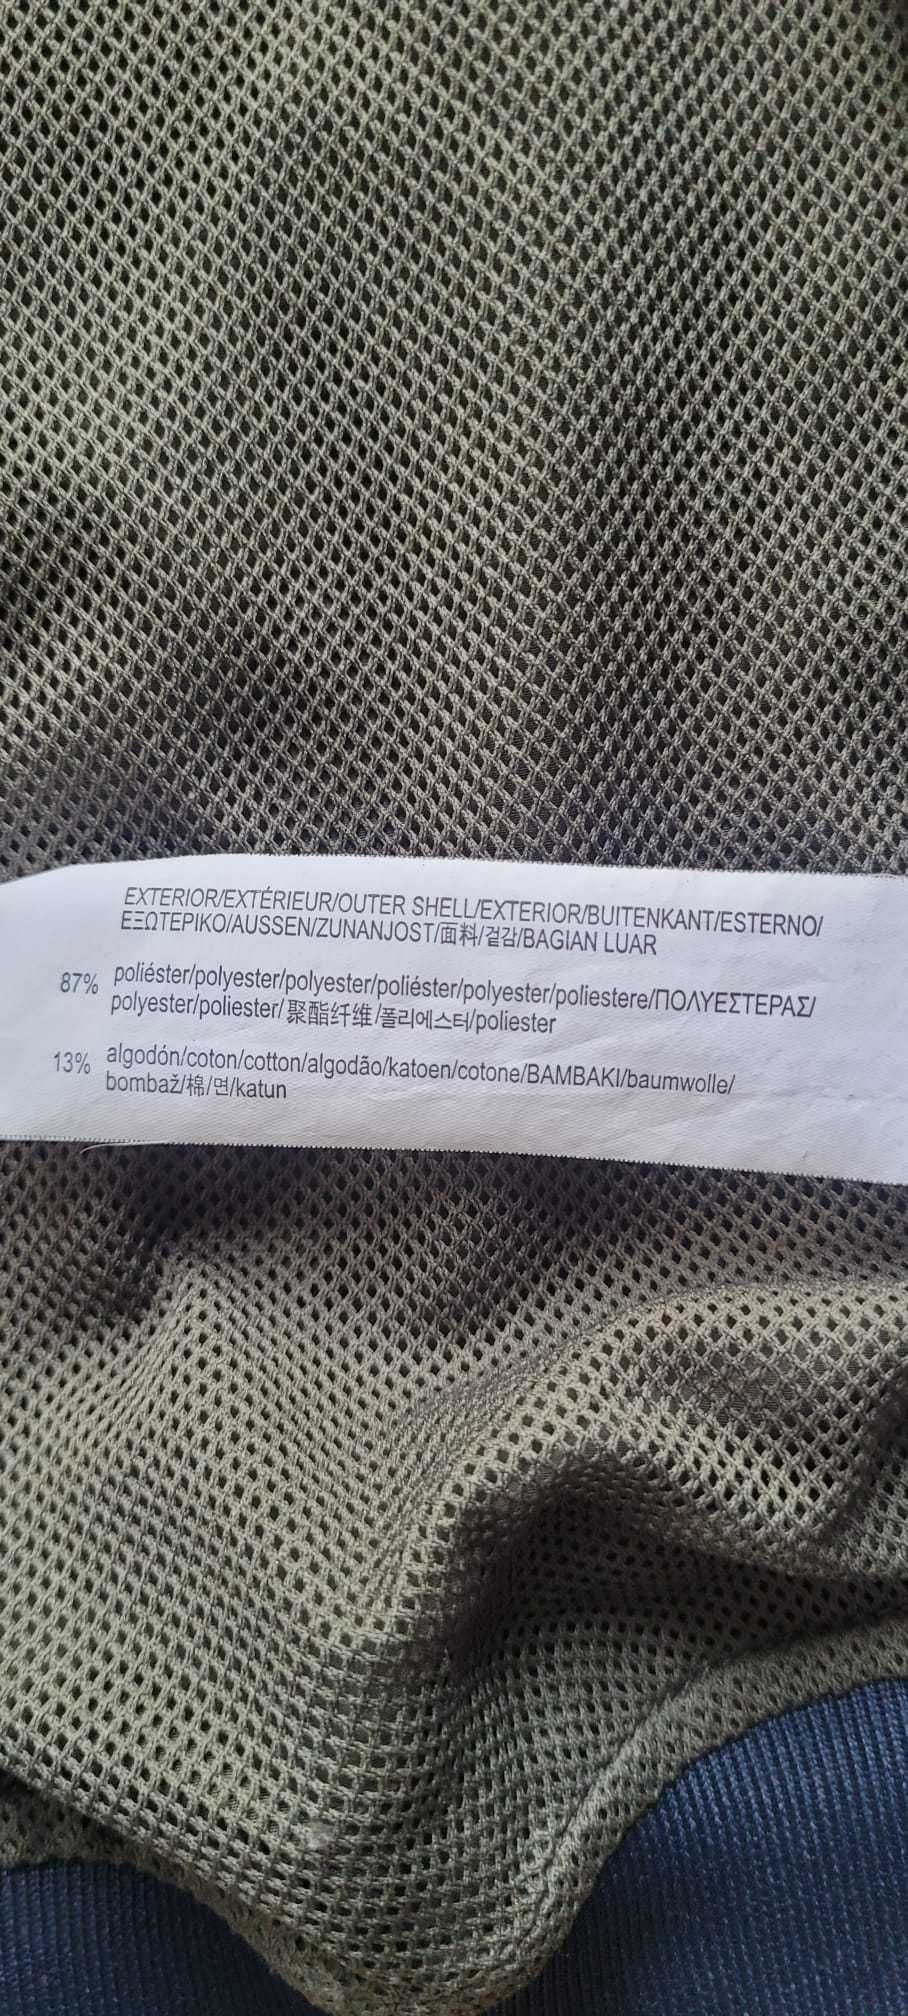 EXTERIOR/EXTÉRIEUR/OUTER SHELL/EXTERIOR/BUITENKANT/ESTERNO/
ΕΞΩΤΕΡΙΚΟ/AUSSEN/ZUNANJOST/面料/겉감/BAGIAN LUAR
87% poliéster/polyester/polyester/poliéster/polyester/poliestere/ΠΟΛΥΕΣΤΕΡΑΣ/
polyester/poliester/聚酯纤维/폴리에스터/poliester
13% algodón/coton/cotton/algodão/katoen/cotone/ΒΑΜΒΑΚΙ/baumwolle/
bombaž/棉/면/katun